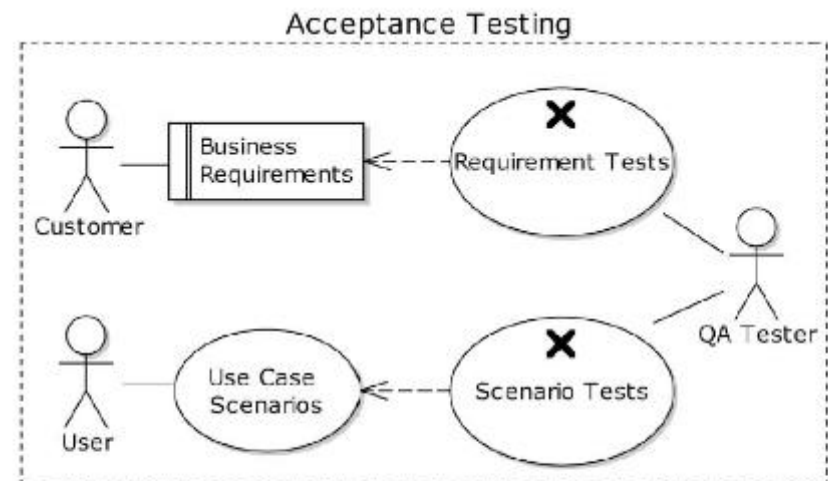 Acceptance Testing
Business
Requirements
Requirement Tests
Customer
QA Tester
Use Case
Scenarios
Scenario Tests
User